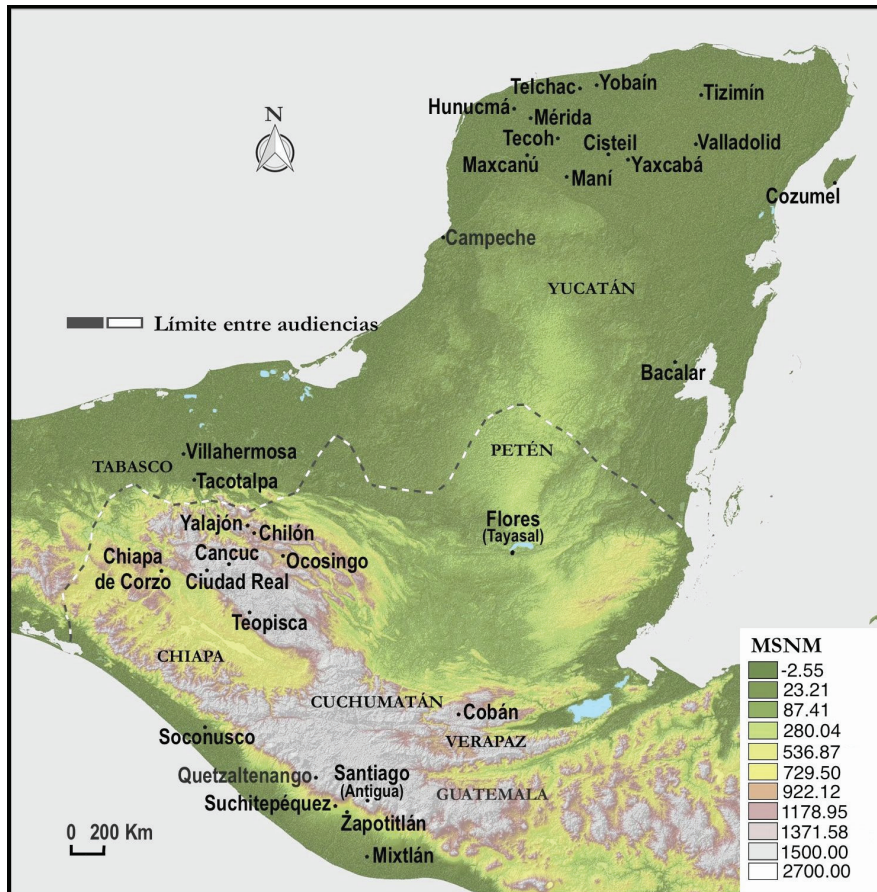 Telchac
Yobaín
Tizimín
Hunucmá
Mérida
N
Tecoh
Cisteil
Valladolid
Maxcanú
Yaxcabá
Maní
Cozumel
Campeche
YUCATÁN
Límite entre audiencias
Bacalar
Villahermosa
PETÉN
TABASCO
Tacotalpa
Yalajón
Chilón
Flores
(Tayasal)
Cancuc
Ocosingo
Chiapa
de Corzo
Ciudad Real
Teopisca
CHIAPA
MSNM
-2.55
23.21
87.41
280.04
536.87
729.50
922.12
1178.95
1371.58
1500.00
2700.00
CUCHUMATÁN
Cobán
Soconusco
VERAPAZ
Quetzaltenango
Santiago
(Antigua)
GUATEMALA
Suchitepéquez
Zapotitlán
0 200 Km
Mixtlán